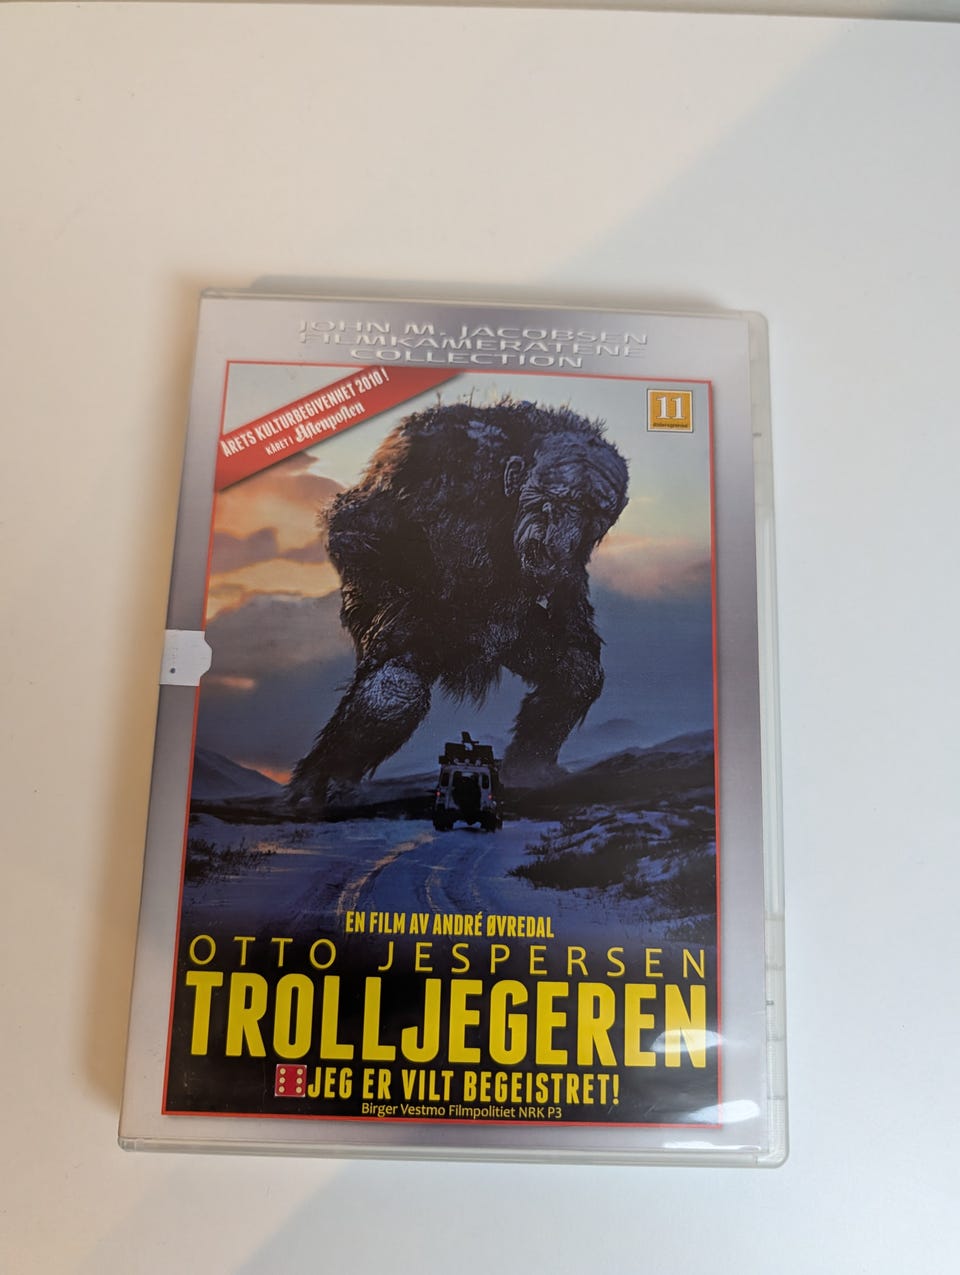 JOHN M. JACOBSEN
FILMKAMERATENE
COLLECTION
ÅRETS KULTURBEGIVENHET 2010!
KÅRET I Aftenposten
11
Aldersgrense
EN FILM AV ANDRÉ ØVREDAL
OTTO JESPERSEN
TROLLJEGEREN
JEG ER VILT BEGEISTRET!
Birger Vestmo Filmpolitiet NRK P3